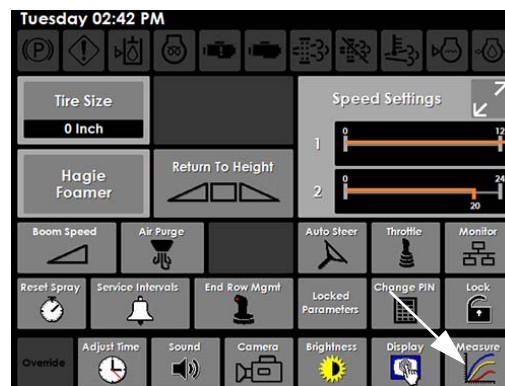 Tuesday 02:42 PM
(P)
Tire Size
0 Inch
Speed Settings
0
12
1
Hagie
Foamer
Return To Height
0
24
2
20
Boom Speed
Air Purge
Auto Steer
Throttle
Monitor
Reset Spray
Service Intervals
End Row Mgmt
Locked
Parameters
Change PIN
Lock
Override
Adjust Time
Sound
Camera
Brightness
Display
Measure